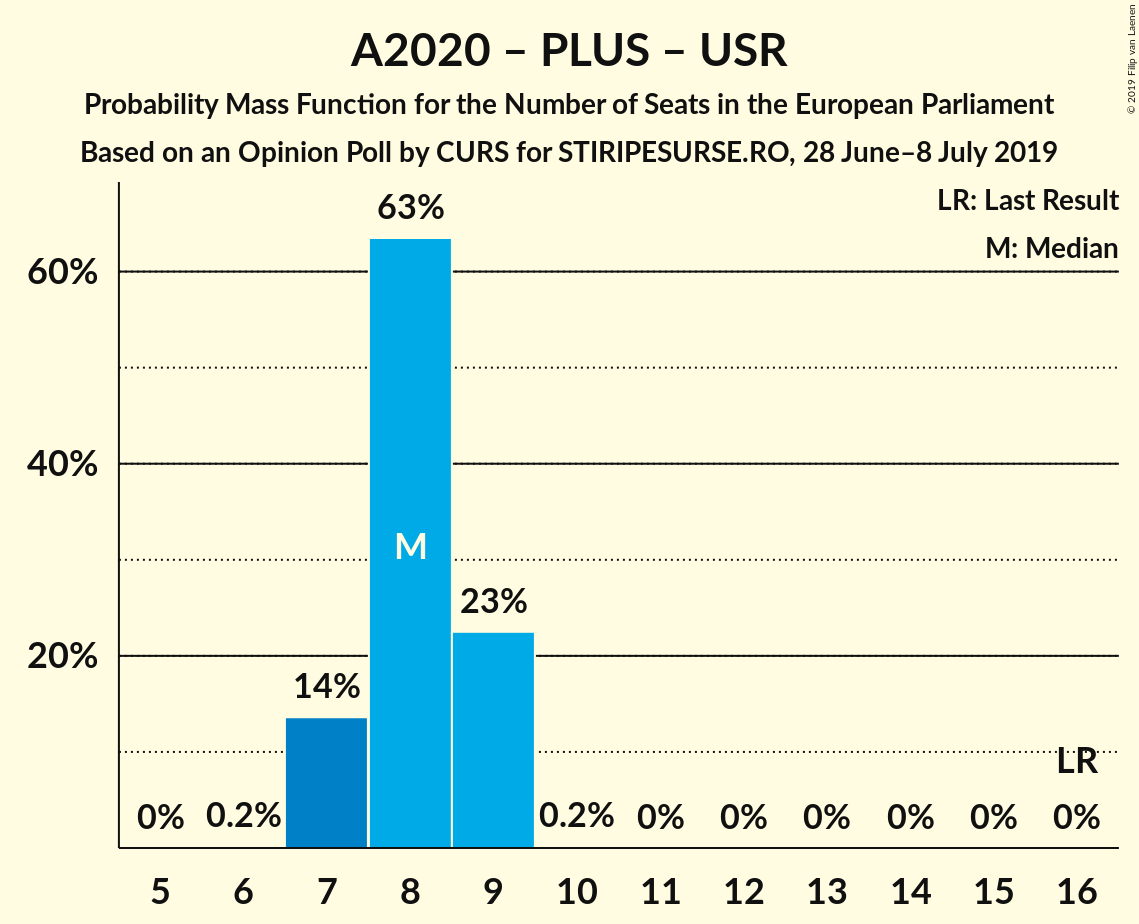 A2020 – PLUS – USR
Probability Mass Function for the Number of Seats in the European Parliament
Based on an Opinion Poll by CURS for STIRIPESURSE.RO, 28 June–8 July 2019
© 2019 Filip van Laenen
LR: Last Result
M: Median
63%
60%
40%
M
23%
20%
14%
LR
0% 0.2% 0.2% 0% 0% 0% 0% 0% 0%
5 6 7 8 9 10 11 12 13 14 15 16